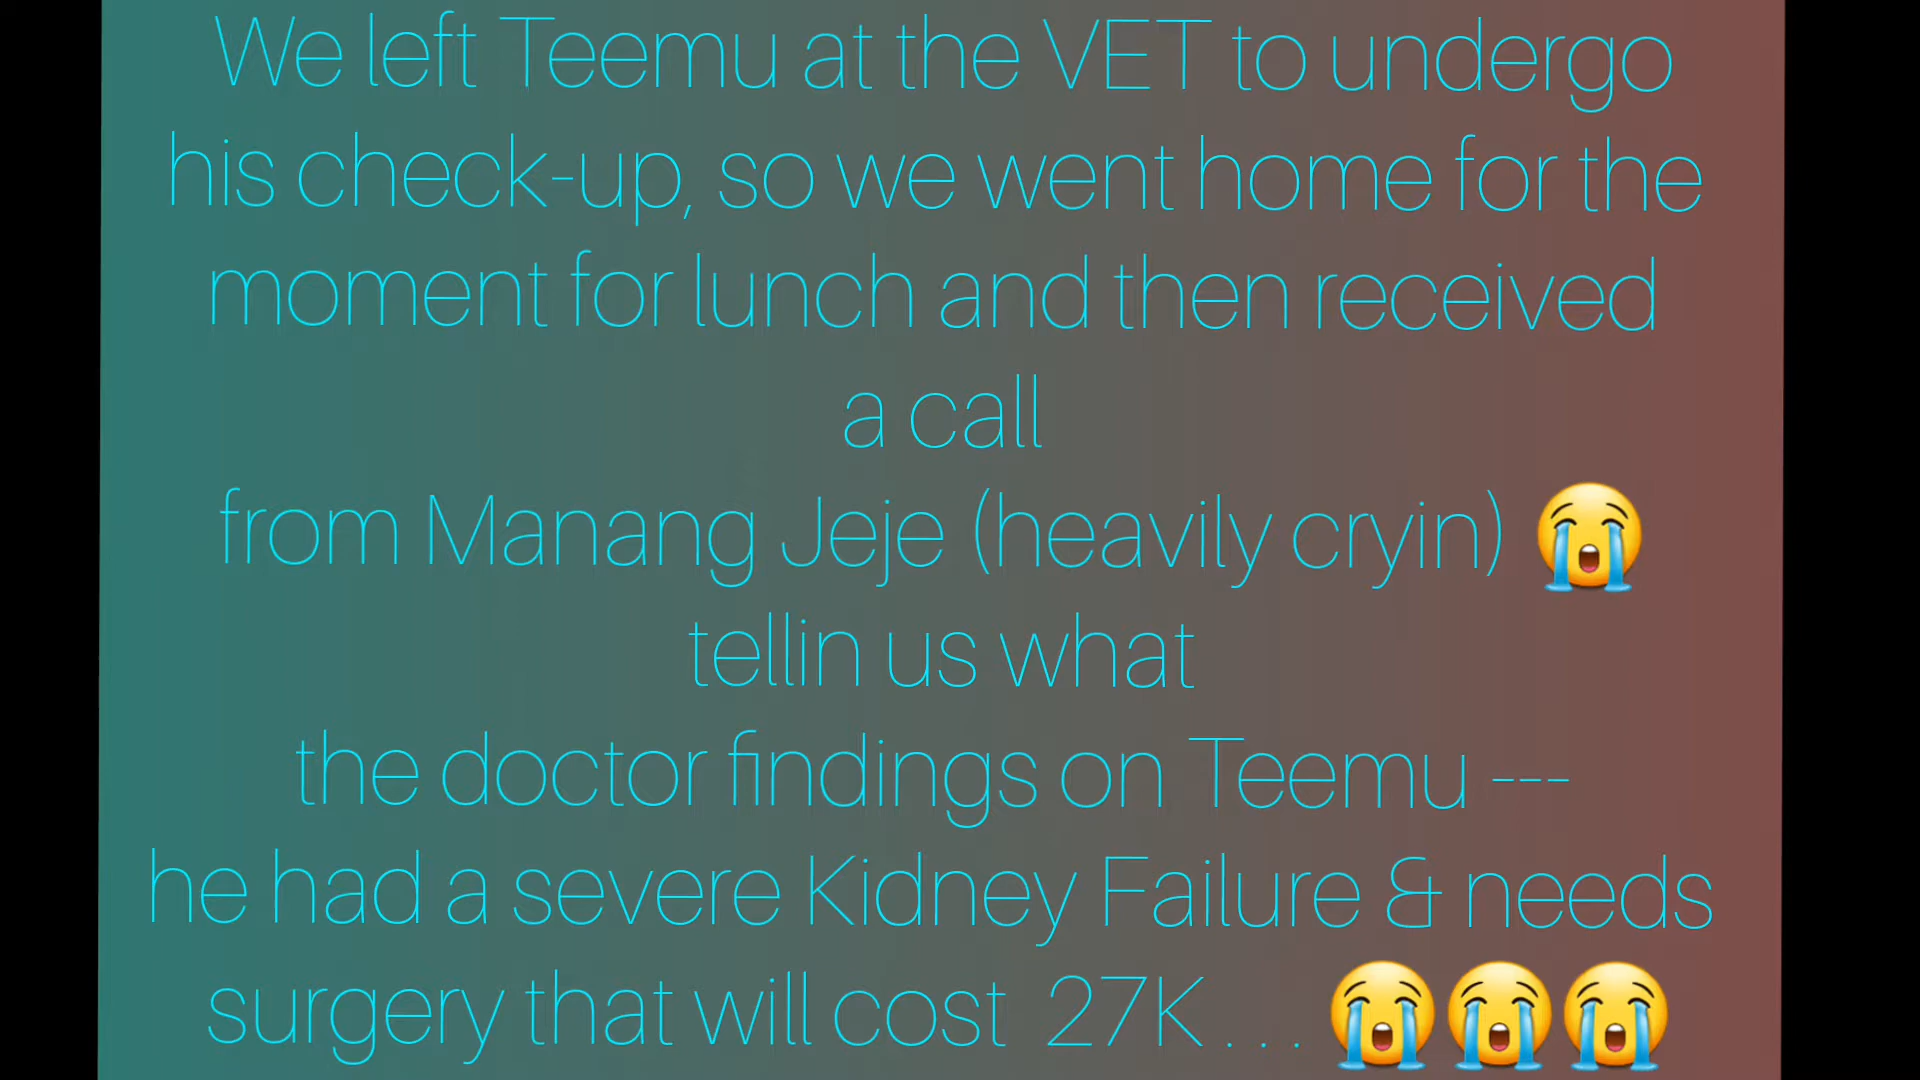 We left Teemu at the VET to undergo
his check-up, so we went home for the
moment for lunch and then received
a call
from Manang Jeje (heavily cryin) 😭
tellin us what
the doctor findings on Teemu ---
he had a severe Kidney Failure & needs
surgery that will cost 27K . . . 😭😭😭